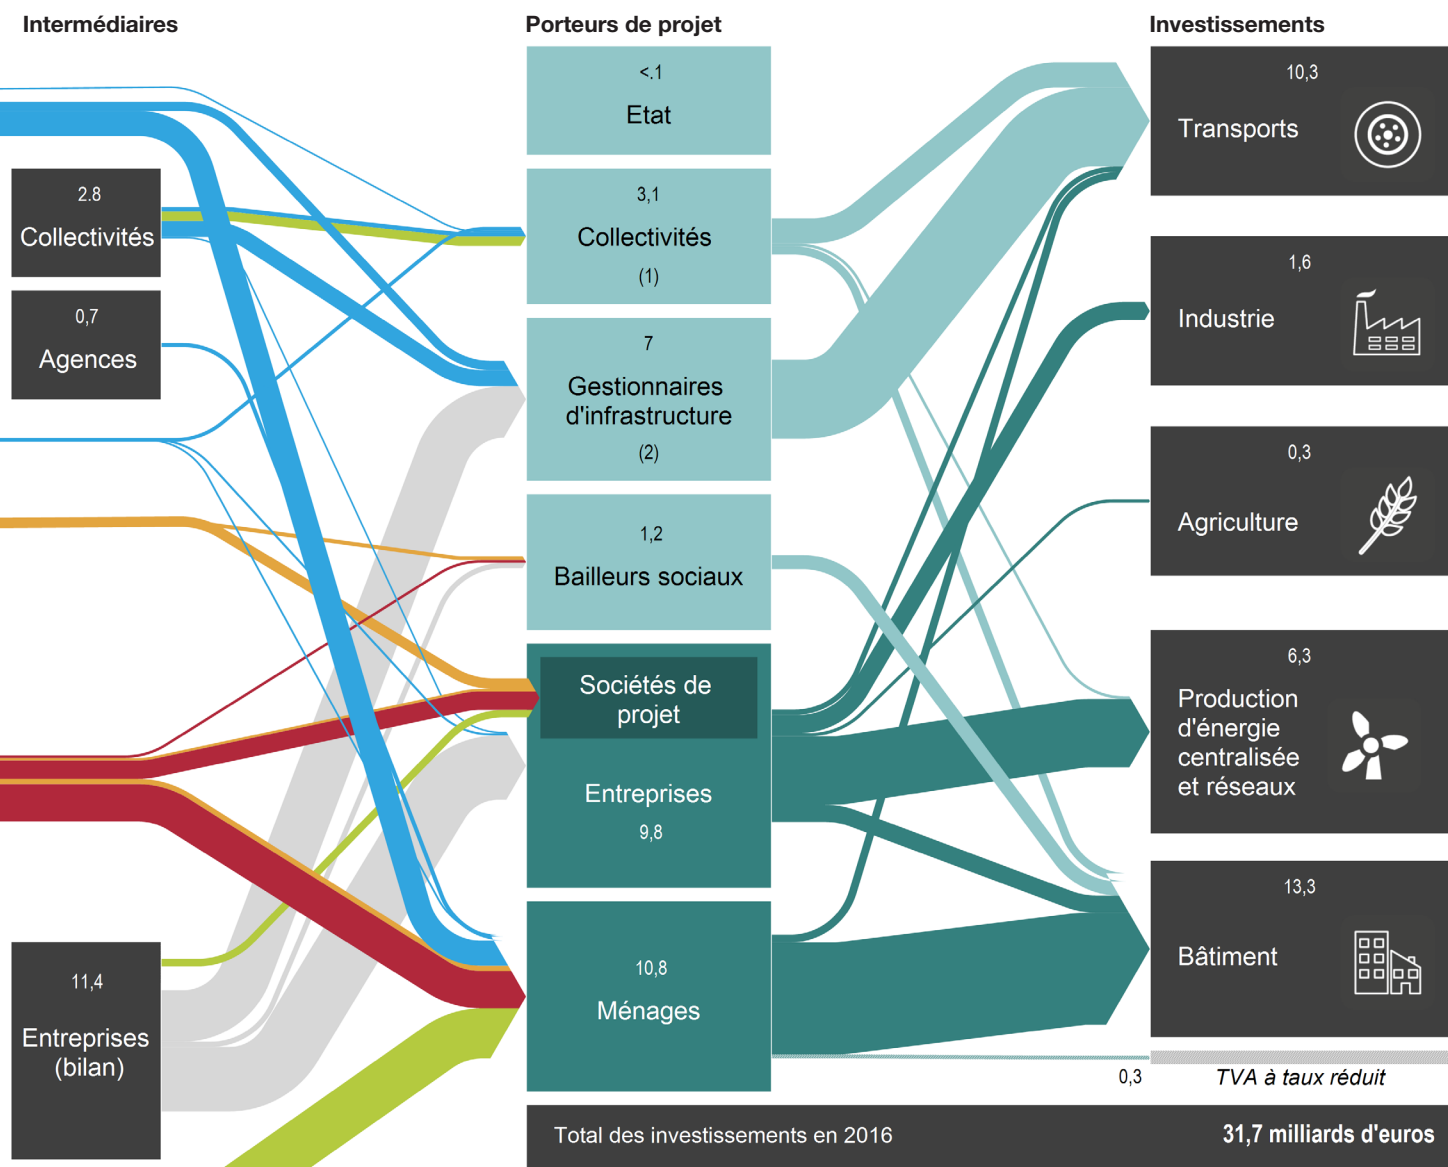 Intermédiaires
Porteurs de projet
Investissements
2.8
Collectivités
0,7
Agences
11,4
Entreprises
(bilan)
<.1
Etat
3,1
Collectivités
(1)
7
Gestionnaires
d'infrastructure
(2)
1,2
Bailleurs sociaux
Sociétés de
projet
Entreprises
9,8
10,8
Ménages
10,3
Transports
1,6
Industrie
0,3
Agriculture
6,3
Production
d'énergie
centralisée
et réseaux
13,3
Bâtiment
0,3
TVA à taux réduit
Total des investissements en 2016
31,7 milliards d'euros